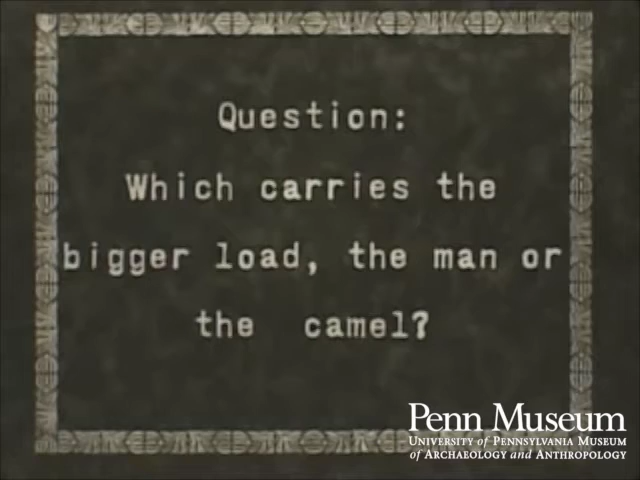 Question:
Which carries the
bigger load, the man or
the camel?
Penn Museum
University of Pennsylvania Museum
of Archaeology and Anthropology